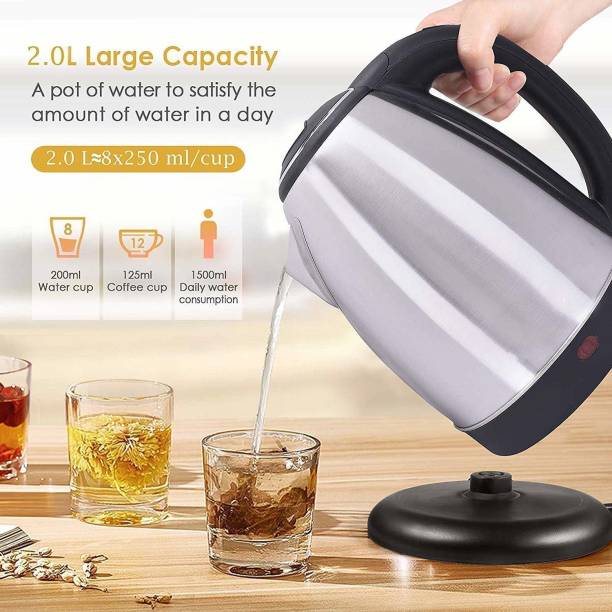 2.0L Large Capacity
A pot of water to satisfy the
amount of water in a day
2.0 L≈8x250 ml/cup
8
12
200ml
Water cup
125ml
Coffee cup
1500ml
Daily water
consumption